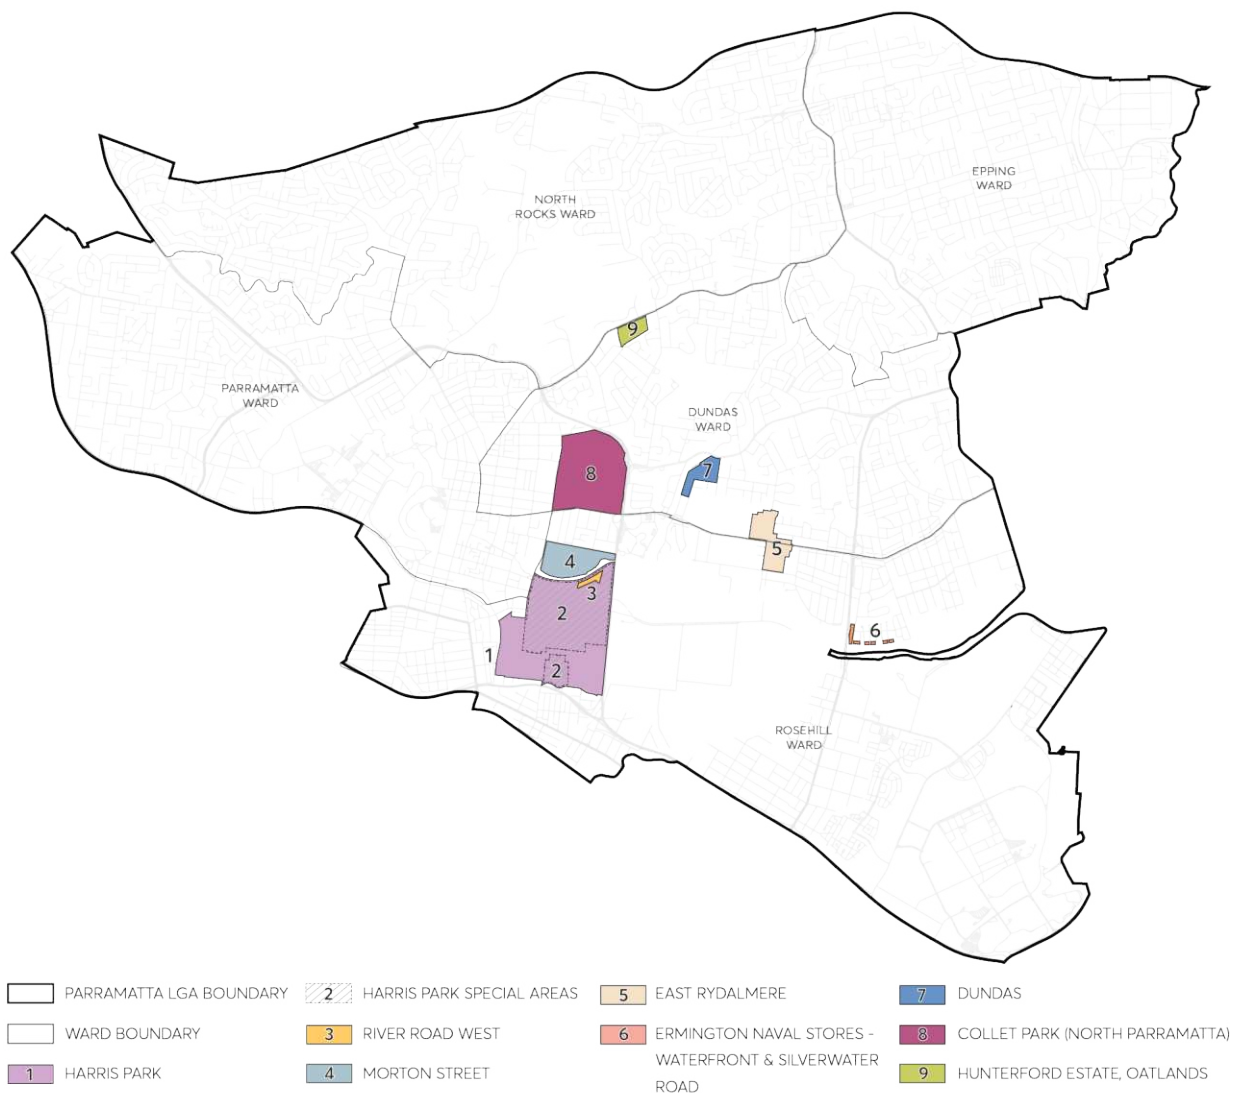 EPPING
WARD
NORTH
ROCKS WARD
9
PARRAMATTA
WARD
DUNDAS
WARD
8
7
5
4
3
2
6
1
2
ROSEHILL
WARD
PARRAMATTA LGA BOUNDARY
WARD BOUNDARY
1 HARRIS PARK
2 HARRIS PARK SPECIAL AREAS
3 RIVER ROAD WEST
4 MORTON STREET
5 EAST RYDALMERE
6 ERMINGTON NAVAL STORES -
WATERFRONT & SILVERWATER
ROAD
7 DUNDAS
8 COLLET PARK (NORTH PARRAMATTA)
9 HUNTERFORD ESTATE, OATLANDS